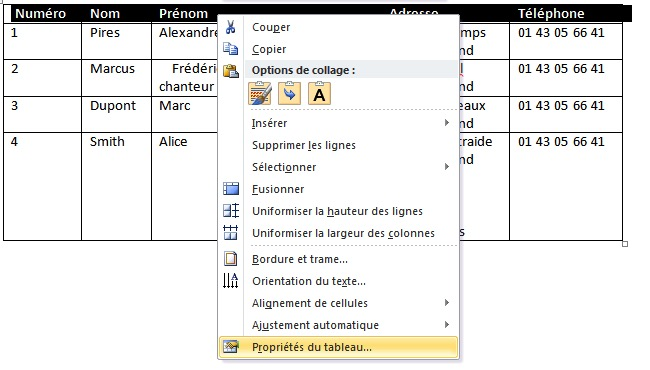 Numéro Nom Prénom Adresse Téléphone
1 Pires Alexandre 01 43 05 66 41
2 Marcus 01 43 05 66 41
chanteur
3 Dupont Marc 01 43 05 66 41
4 Smith Alice 01 43 05 66 41
Couper
Copier
Options de collage :
A
Insérer
Supprimer les lignes
Sélectionner
Fusionner
Uniformiser la hauteur des lignes
Uniformiser la largeur des colonnes
Bordure et trame...
Orientation du texte...
Alignement de cellules
Ajustement automatique
Propriétés du tableau...